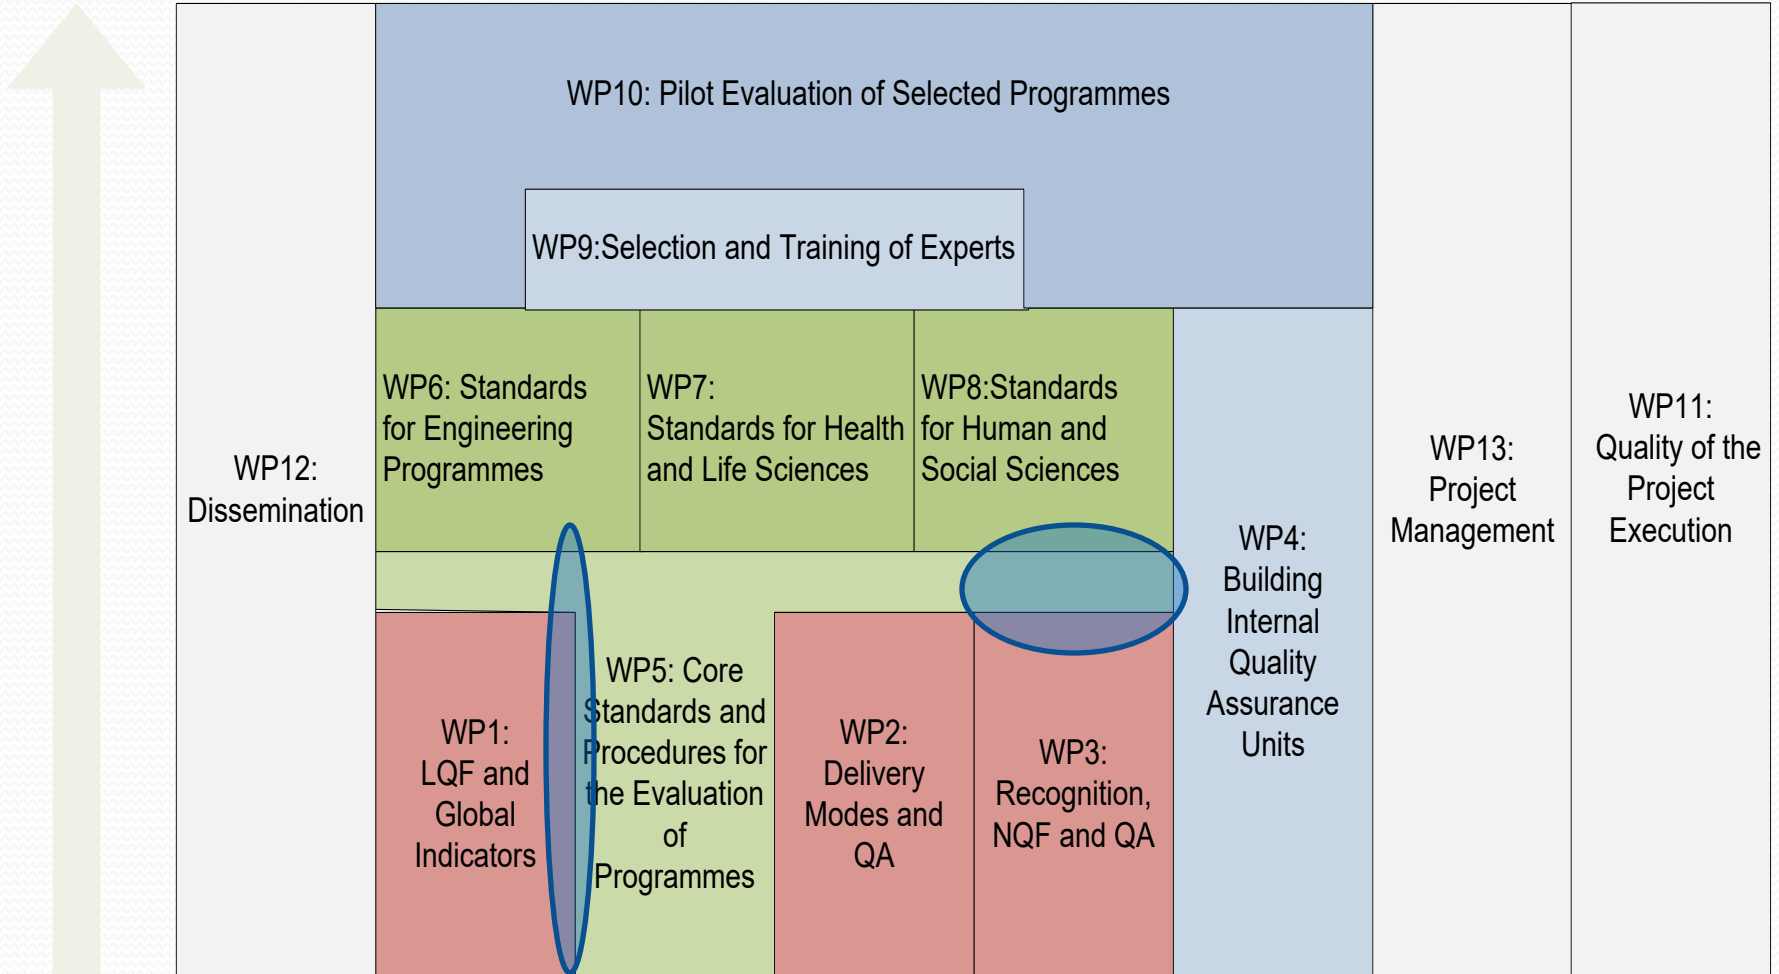 WP10: Pilot Evaluation of Selected Programmes
WP9:Selection and Training of Experts
WP12:
Dissemination
WP6: Standards
for Engineering
Programmes
WP7:
Standards for Health
and Life Sciences
WP8:Standards
for Human and
Social Sciences
WP4:
Building
Internal
Quality
Assurance
Units
WP13:
Project
Management
WP11:
Quality of the
Project
Execution
WP1:
LQF and
Global
Indicators
WP5: Core
Standards and
Procedures for
the Evaluation
of
Programmes
WP2:
Delivery
Modes and
QA
WP3:
Recognition,
NQF and QA